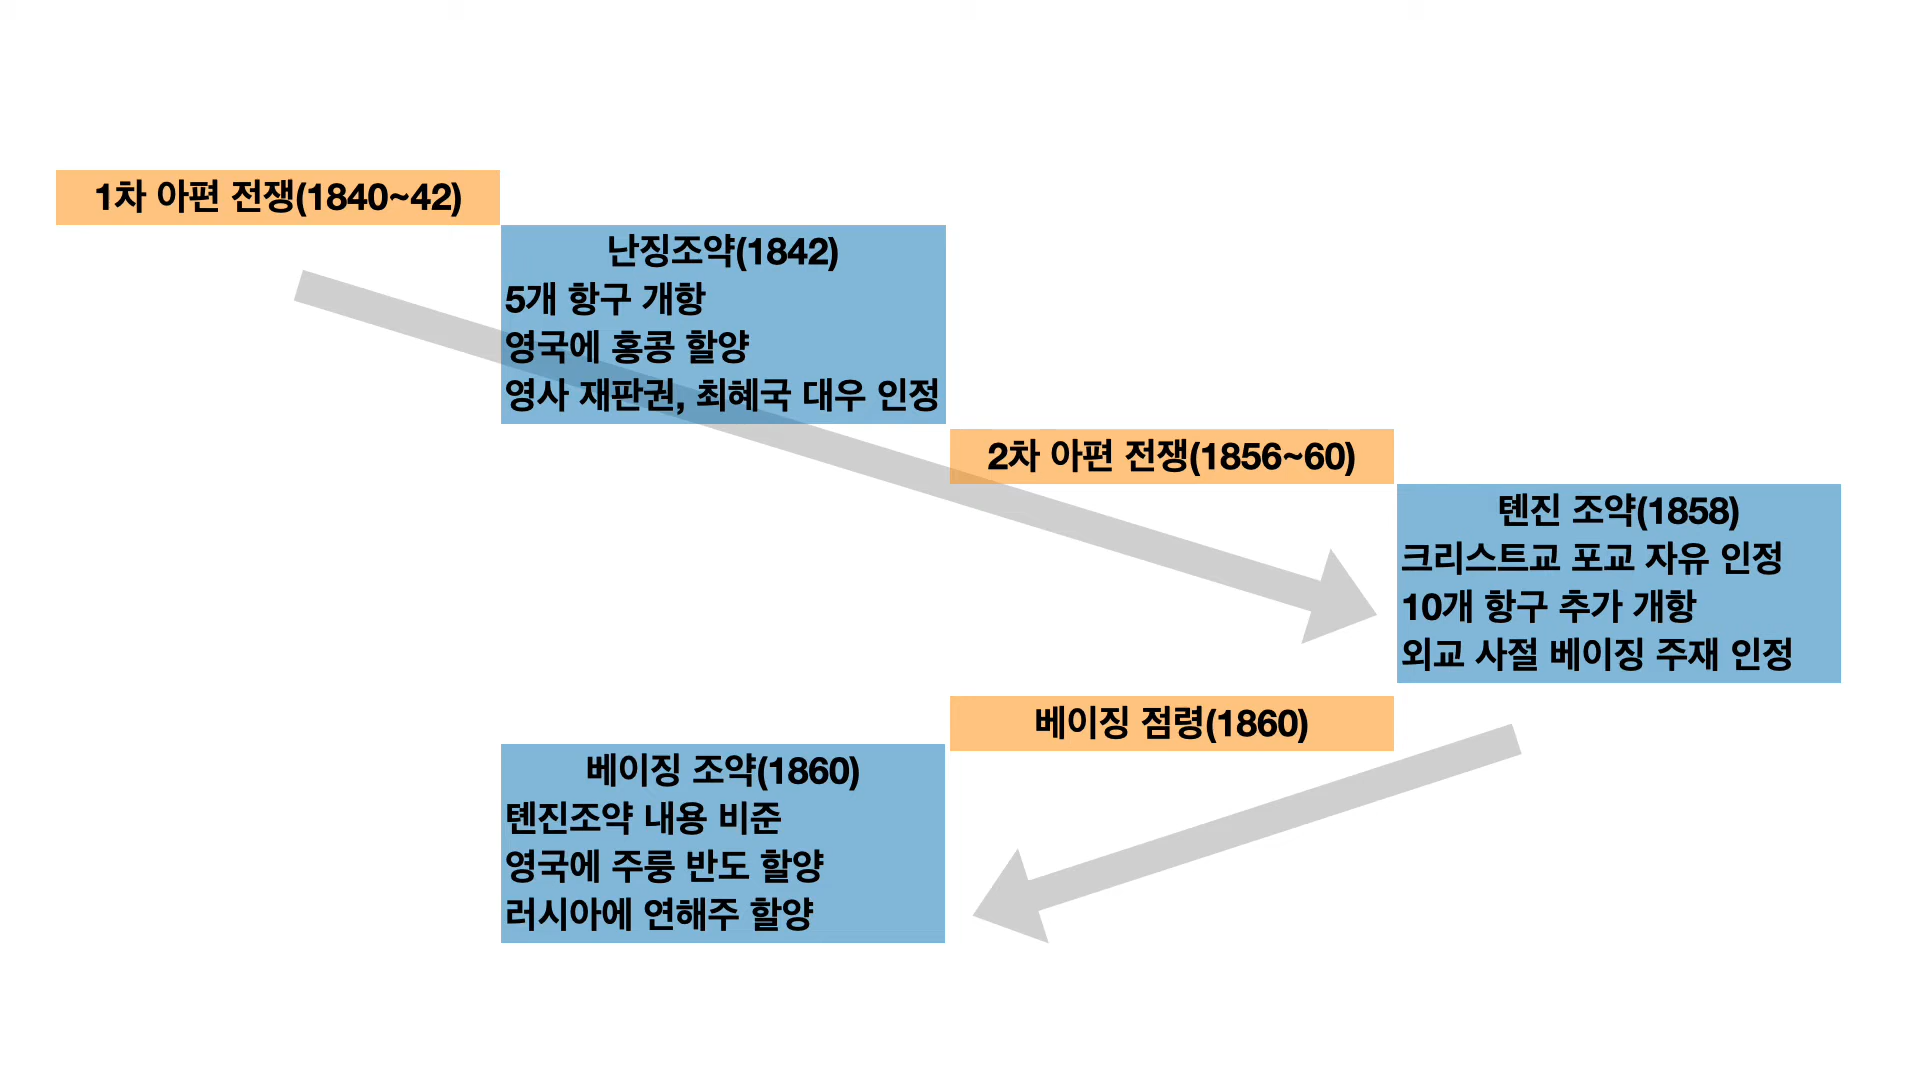 1차 아편 전쟁(1840~42)
난징조약(1842)
5개 항구 개항
영국에 홍콩 할양
영사 재판권, 최혜국 대우 인정
2차 아편 전쟁(1856~60)
톈진 조약(1858)
크리스트교 포교 자유 인정
10개 항구 추가 개항
외교 사절 베이징 주재 인정
베이징 점령(1860)
베이징 조약(1860)
톈진조약 내용 비준
영국에 주룽 반도 할양
러시아에 연해주 할양